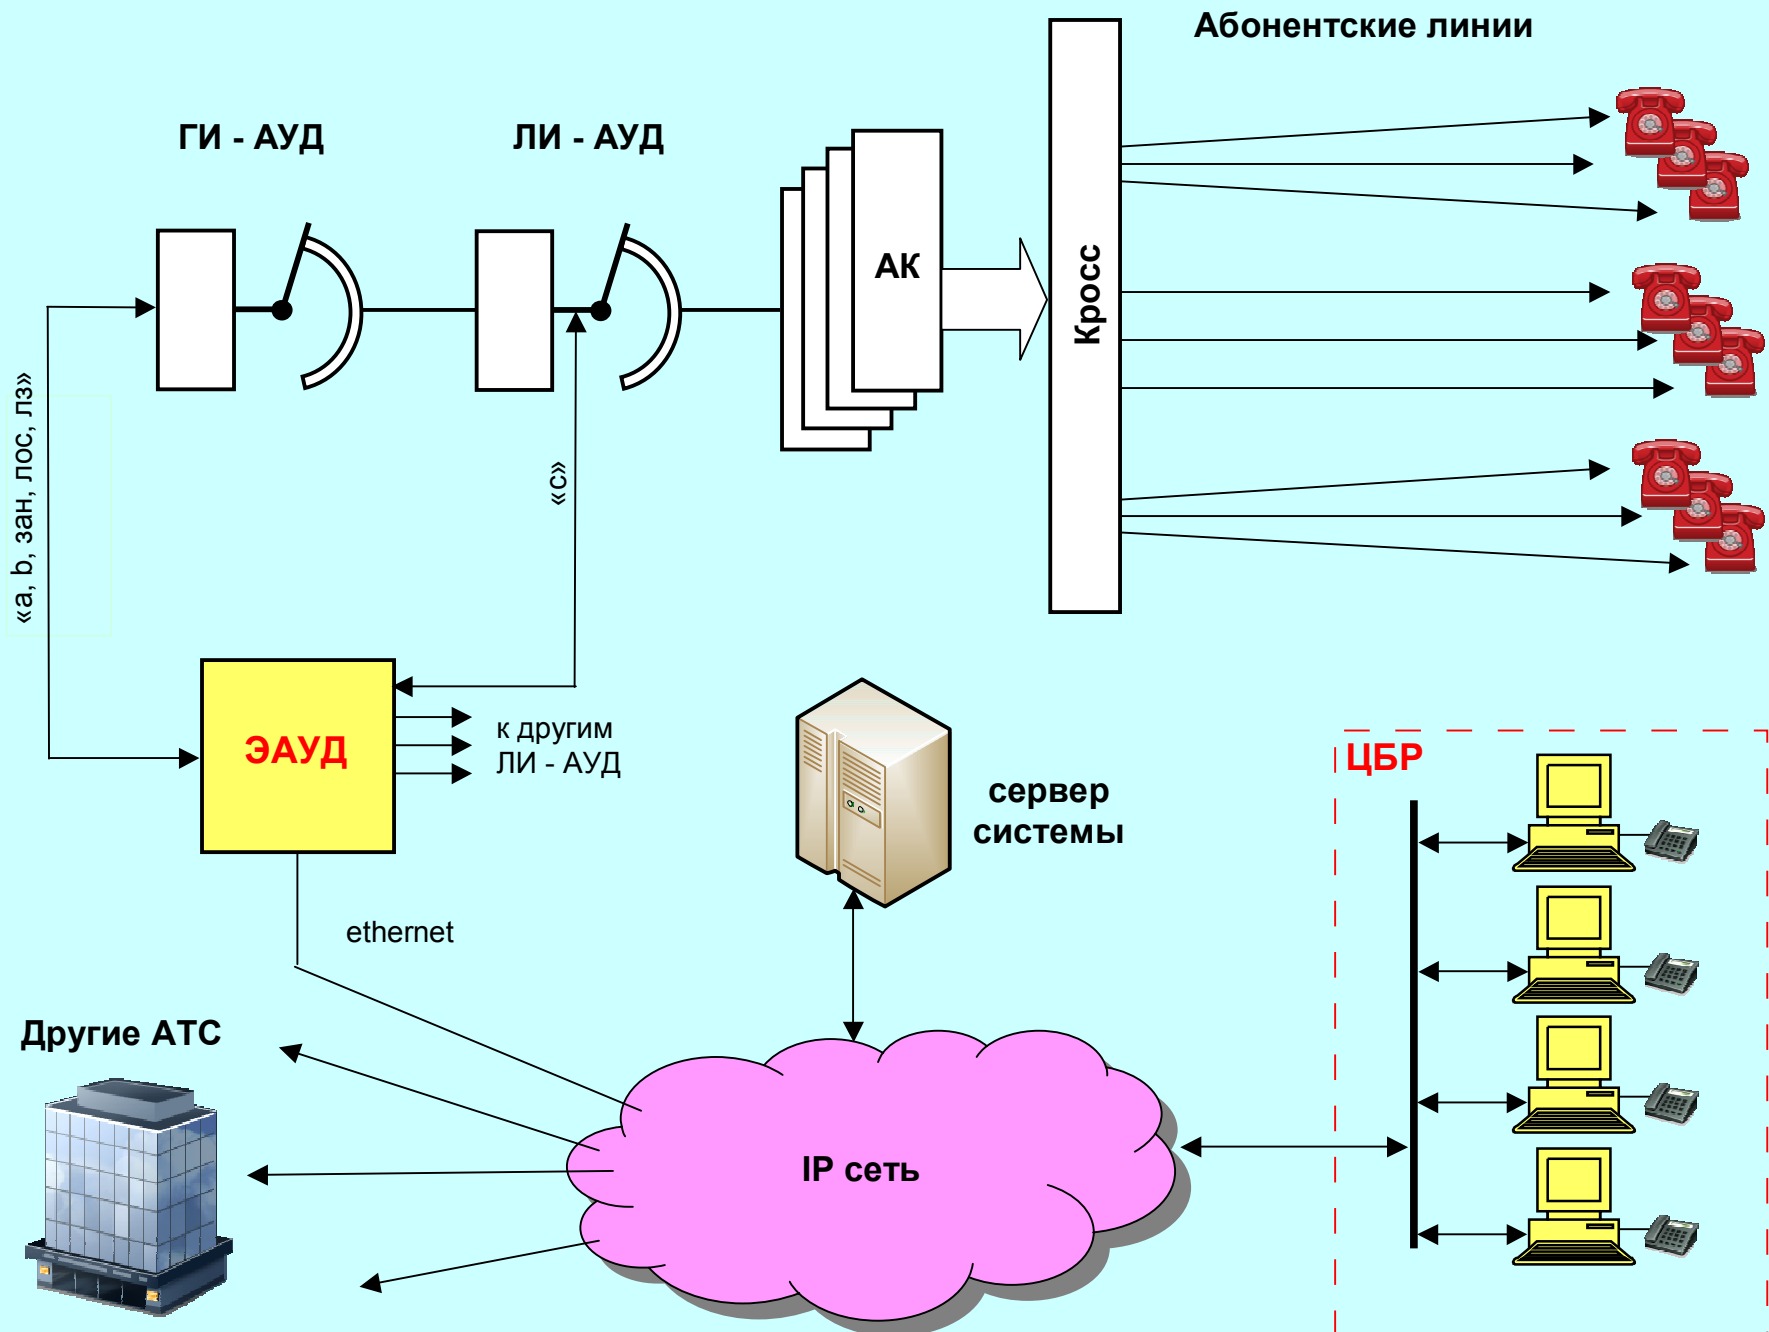 Абонентские линии
ГИ - АУД
ЛИ - АУД
АК
Кросс
«a, b, зан, лос, лз»
«с»
ЭАУД
к другим
ЛИ - АУД
сервер
системы
ЦБР
ethernet
Другие АТС
IP сеть